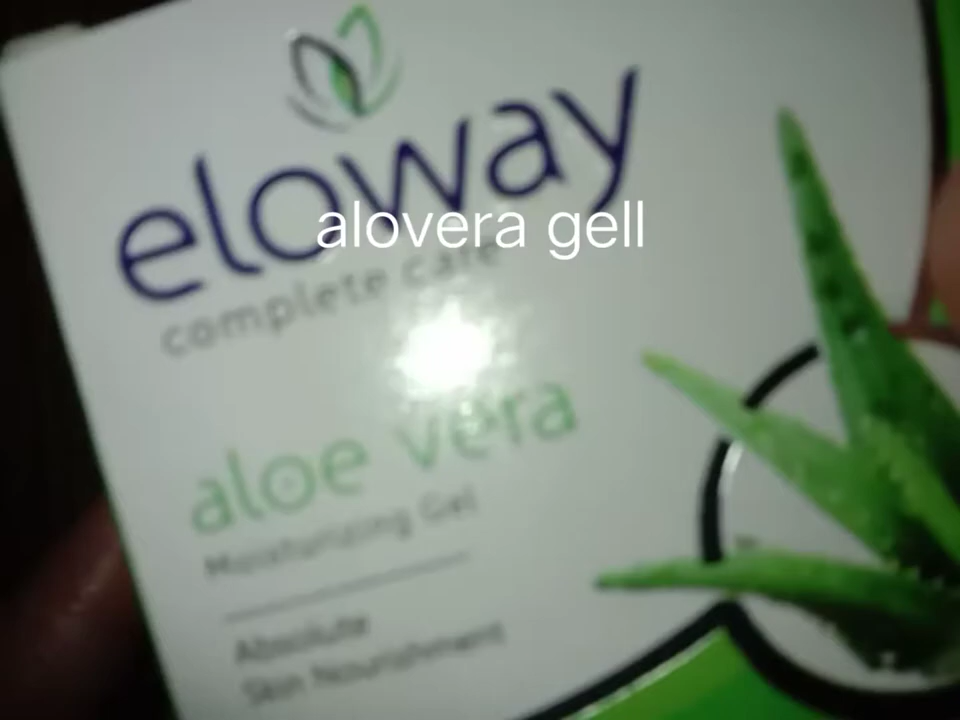 eloway
alovera gell
complete care
aloe vera
Moisturizing Gel
Absolute
Skin Nourishment